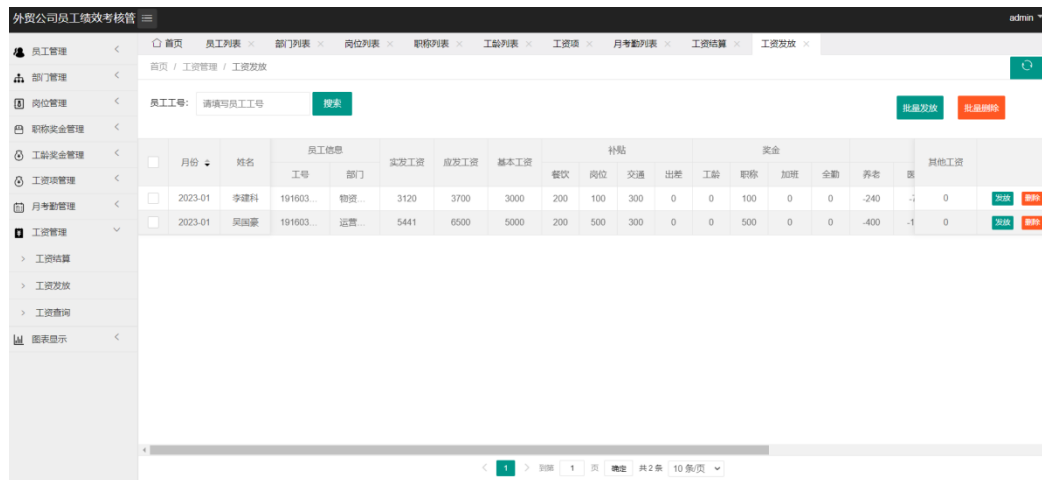 外贸公司员工绩效考核管 admin
员工管理
部门管理
岗位管理
职称奖金管理
工龄奖金管理
工资项管理
月考勤管理
工资管理
工资结算
工资发放
工资查询
图表显示
首页 员工列表 部门列表 岗位列表 职称列表 工龄列表 工资项 月考勤列表 工资结算 工资发放
首页 / 工资管理 / 工资发放
员工工号: 请填写员工工号 搜索 批量发放 批量删除
月份 姓名 员工信息 实发工资 应发工资 基本工资 补贴 奖金 其他工资
工号 部门 餐饮 岗位 交通 出差 工龄 职称 加班 全勤 养老
2023-01 李建科 191603... 物资... 3120 3700 3000 200 100 300 0 0 100 0 0 -240 0 发放 删除
2023-01 吴国豪 191603... 运营... 5441 6500 5000 200 500 300 0 0 500 0 0 -400 0 发放 删除
1 到第 1 页 确定 共 2 条 10 条/页